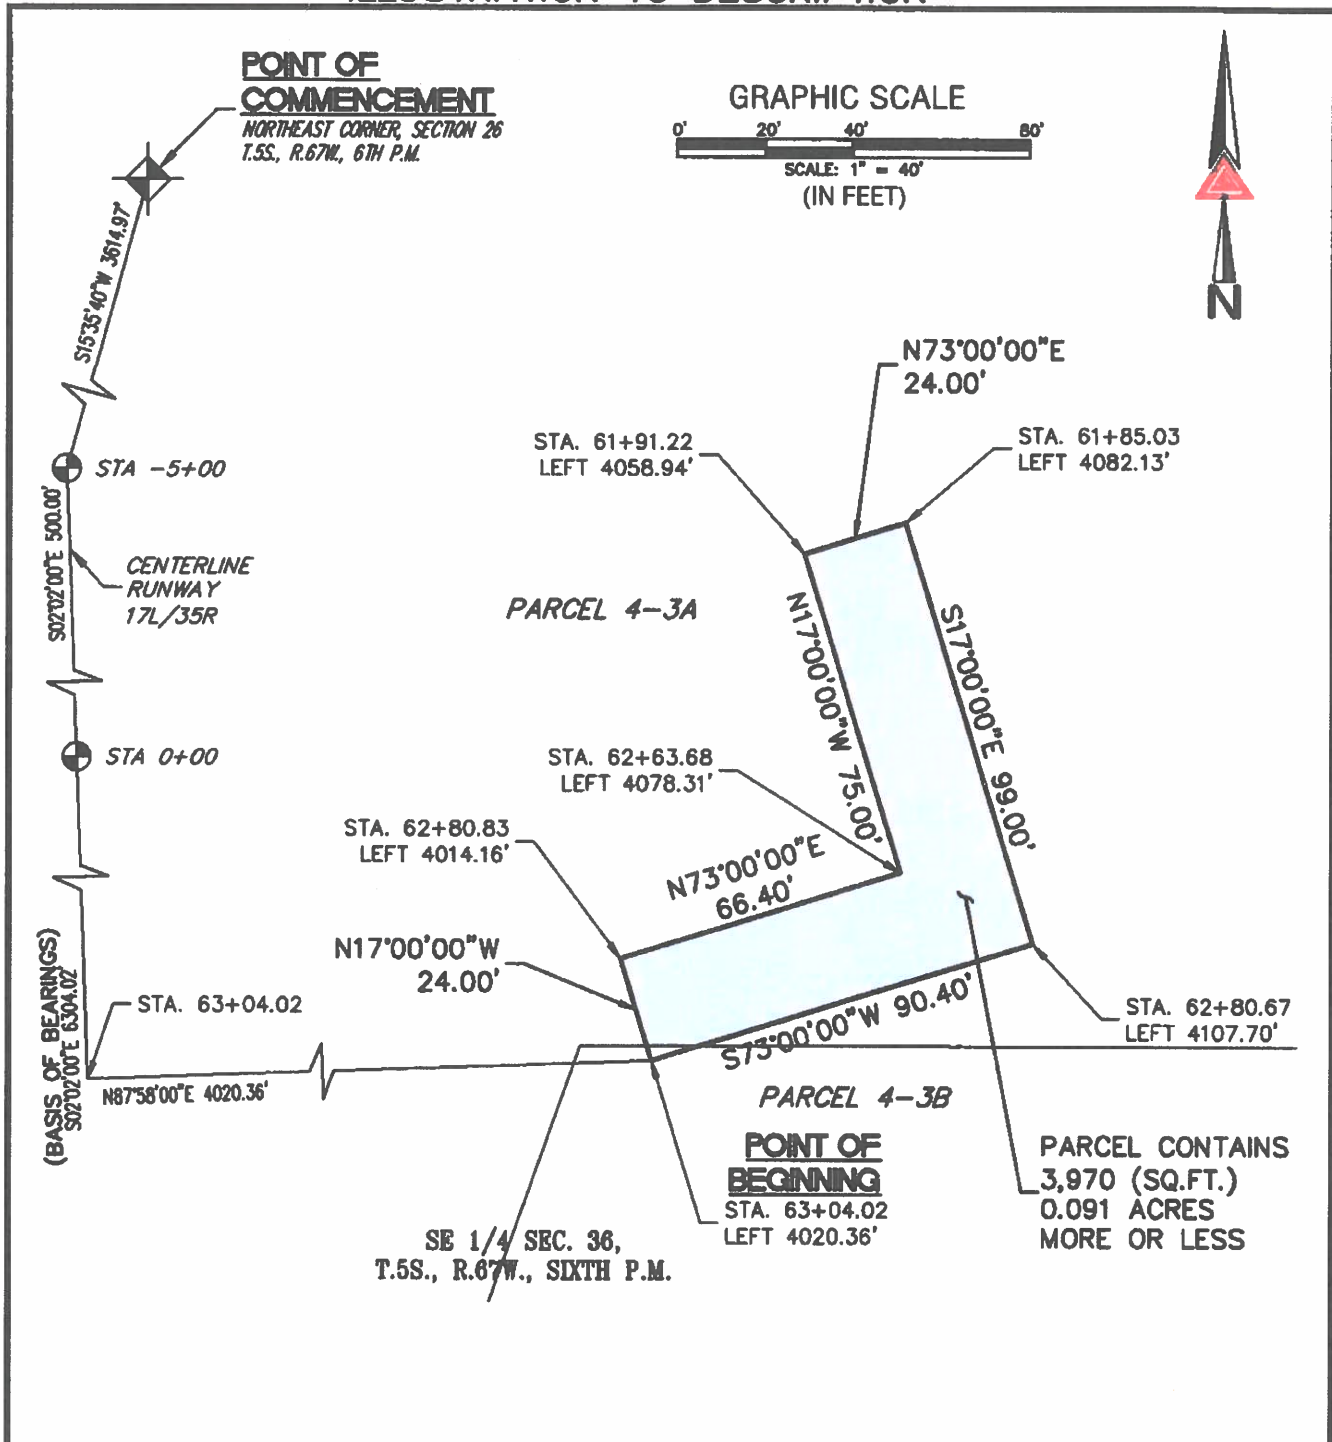 ILLUSTRATION TO DESCRIPTION
POINT OF
COMMENCEMENT
NORTHEAST CORNER, SECTION 26
T.5S., R.67W., 6TH P.M.
GRAPHIC SCALE
0' 20' 40' 80'
SCALE: 1" = 40'
(IN FEET)
N
S15°35'40"W 3614.97'
N73°00'00"E
24.00'
STA. 61+91.22
LEFT 4058.94'
STA. 61+85.03
LEFT 4082.13'
STA -5+00
S02°02'00"E 500.00'
CENTERLINE
RUNWAY
17L/35R
PARCEL 4-3A
N17°00'00"W 75.00'
S17°00'00"E 99.00'
STA 0+00
STA. 62+63.68
LEFT 4078.31'
STA. 62+80.83
LEFT 4014.16'
N73°00'00"E
66.40'
N17°00'00"W
24.00'
(BASIS OF BEARINGS)
S02°02'00"E 6304.02'
STA. 63+04.02
N87°58'00"E 4020.36'
S73°00'00"W 90.40'
STA. 62+80.67
LEFT 4107.70'
PARCEL 4-3B
POINT OF
BEGINNING
STA. 63+04.02
LEFT 4020.36'
PARCEL CONTAINS
3,970 (SQ.FT.)
0.091 ACRES
MORE OR LESS
SE 1/4 SEC. 36,
T.5S., R.67W., SIXTH P.M.